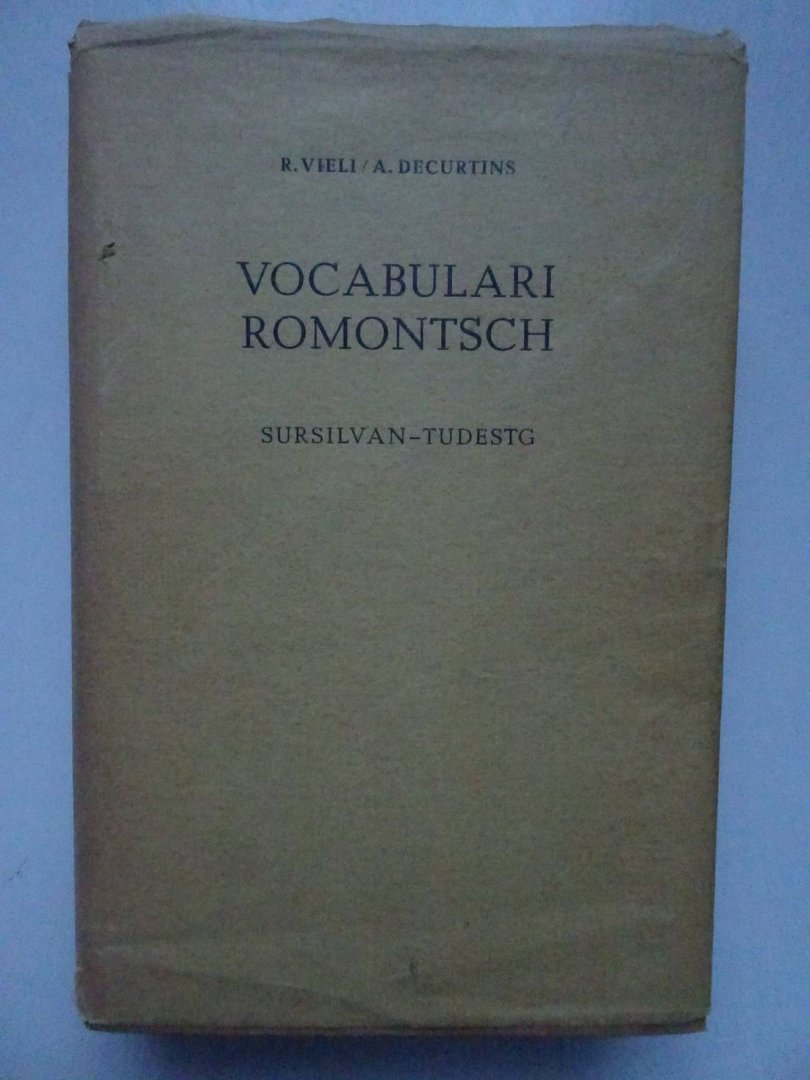 R. VIELI / A. DECURTINS
VOCABULARI
ROMONTSCH
SURSILVAN–TUDESTG